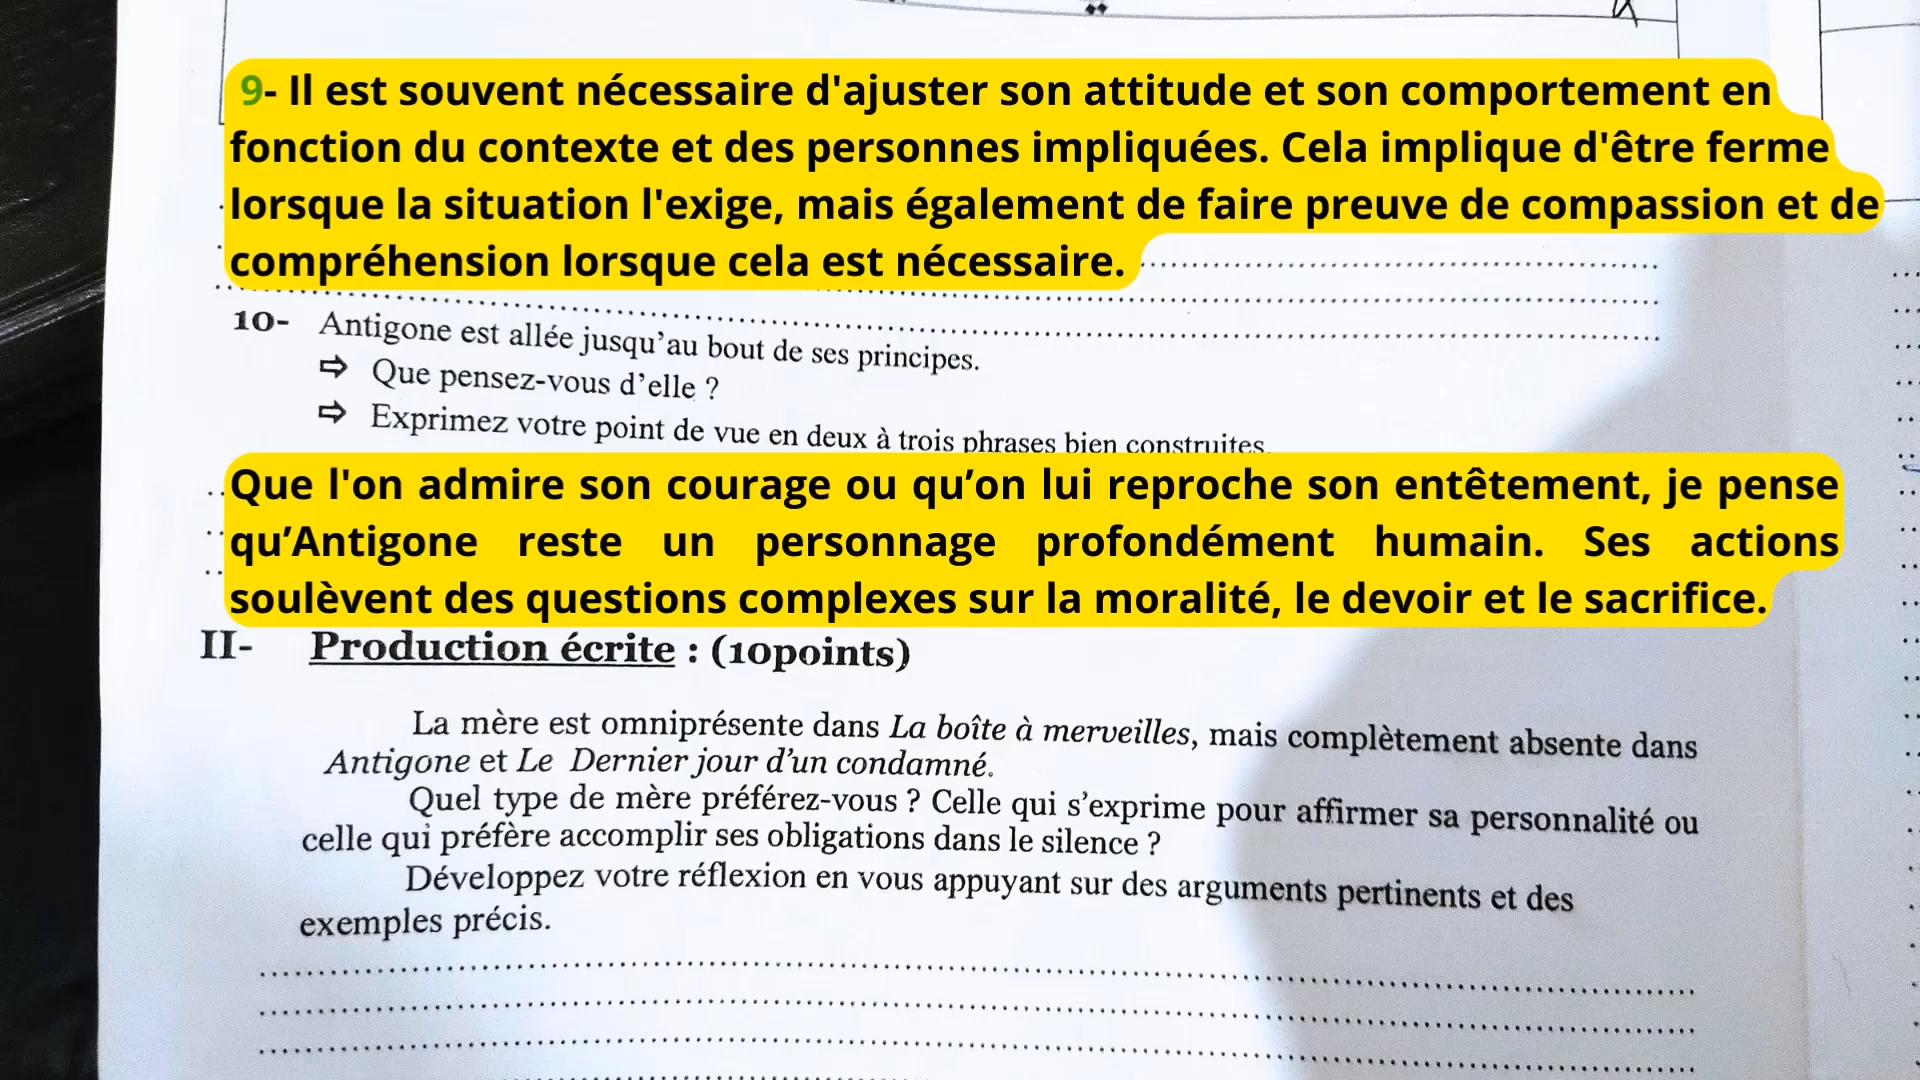 9- Il est souvent nécessaire d'ajuster son attitude et son comportement en
fonction du contexte et des personnes impliquées. Cela implique d'être ferme
lorsque la situation l'exige, mais également de faire preuve de compassion et de
compréhension lorsque cela est nécessaire.
10- Antigone est allée jusqu'au bout de ses principes.
⇨ Que pensez-vous d'elle ?
⇨ Exprimez votre point de vue en deux à trois phrases bien construites.
Que l'on admire son courage ou qu’on lui reproche son entêtement, je pense
qu’Antigone reste un personnage profondément humain. Ses actions
soulèvent des questions complexes sur la moralité, le devoir et le sacrifice.
II- Production écrite : (10points)
La mère est omniprésente dans La boîte à merveilles, mais complètement absente dans
Antigone et Le Dernier jour d'un condamné.
Quel type de mère préférez-vous ? Celle qui s'exprime pour affirmer sa personnalité ou
celle qui préfère accomplir ses obligations dans le silence ?
Développez votre réflexion en vous appuyant sur des arguments pertinents et des
exemples précis.